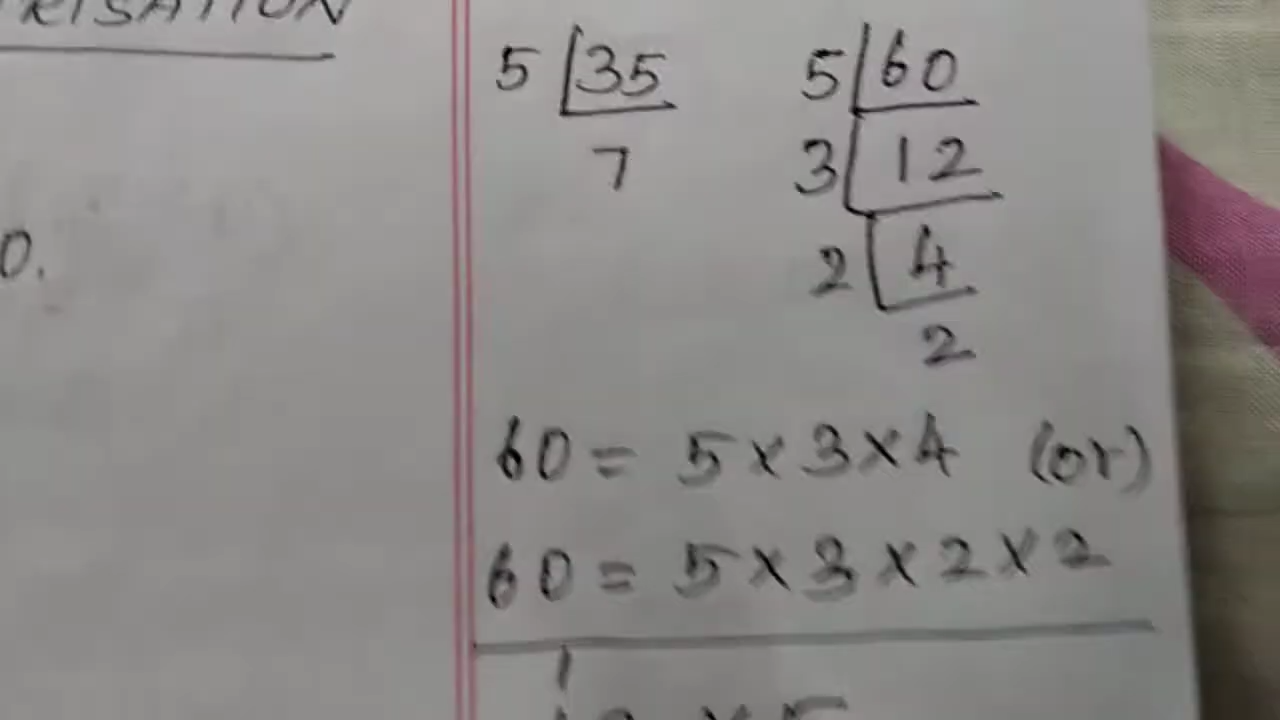 RISATION
0.
5 35 5 60
7 3 12
2 4
2
60 = 5 × 3 × 4 (or)
60 = 5 × 3 × 2 × 2
1